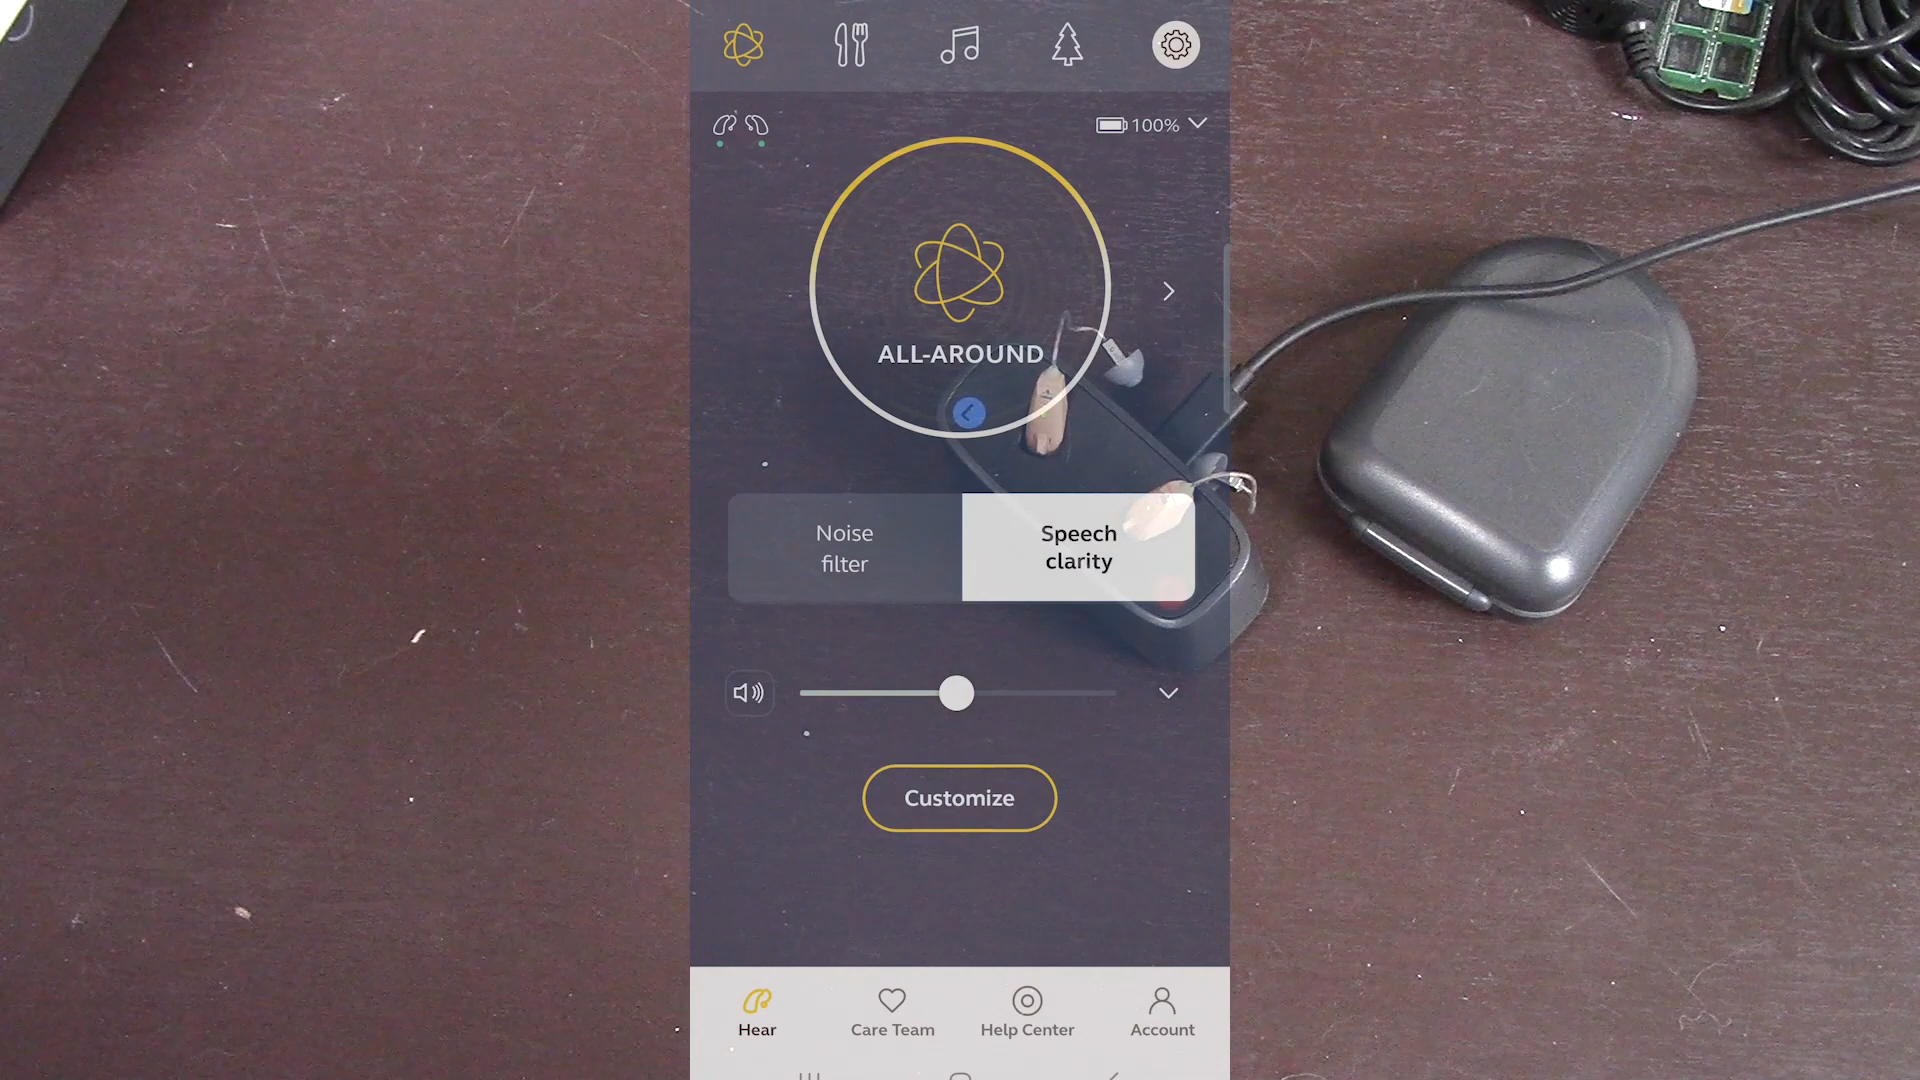 100%
ALL-AROUND
Noise
filter
Speech
clarity
Customize
Hear
Care Team
Help Center
Account